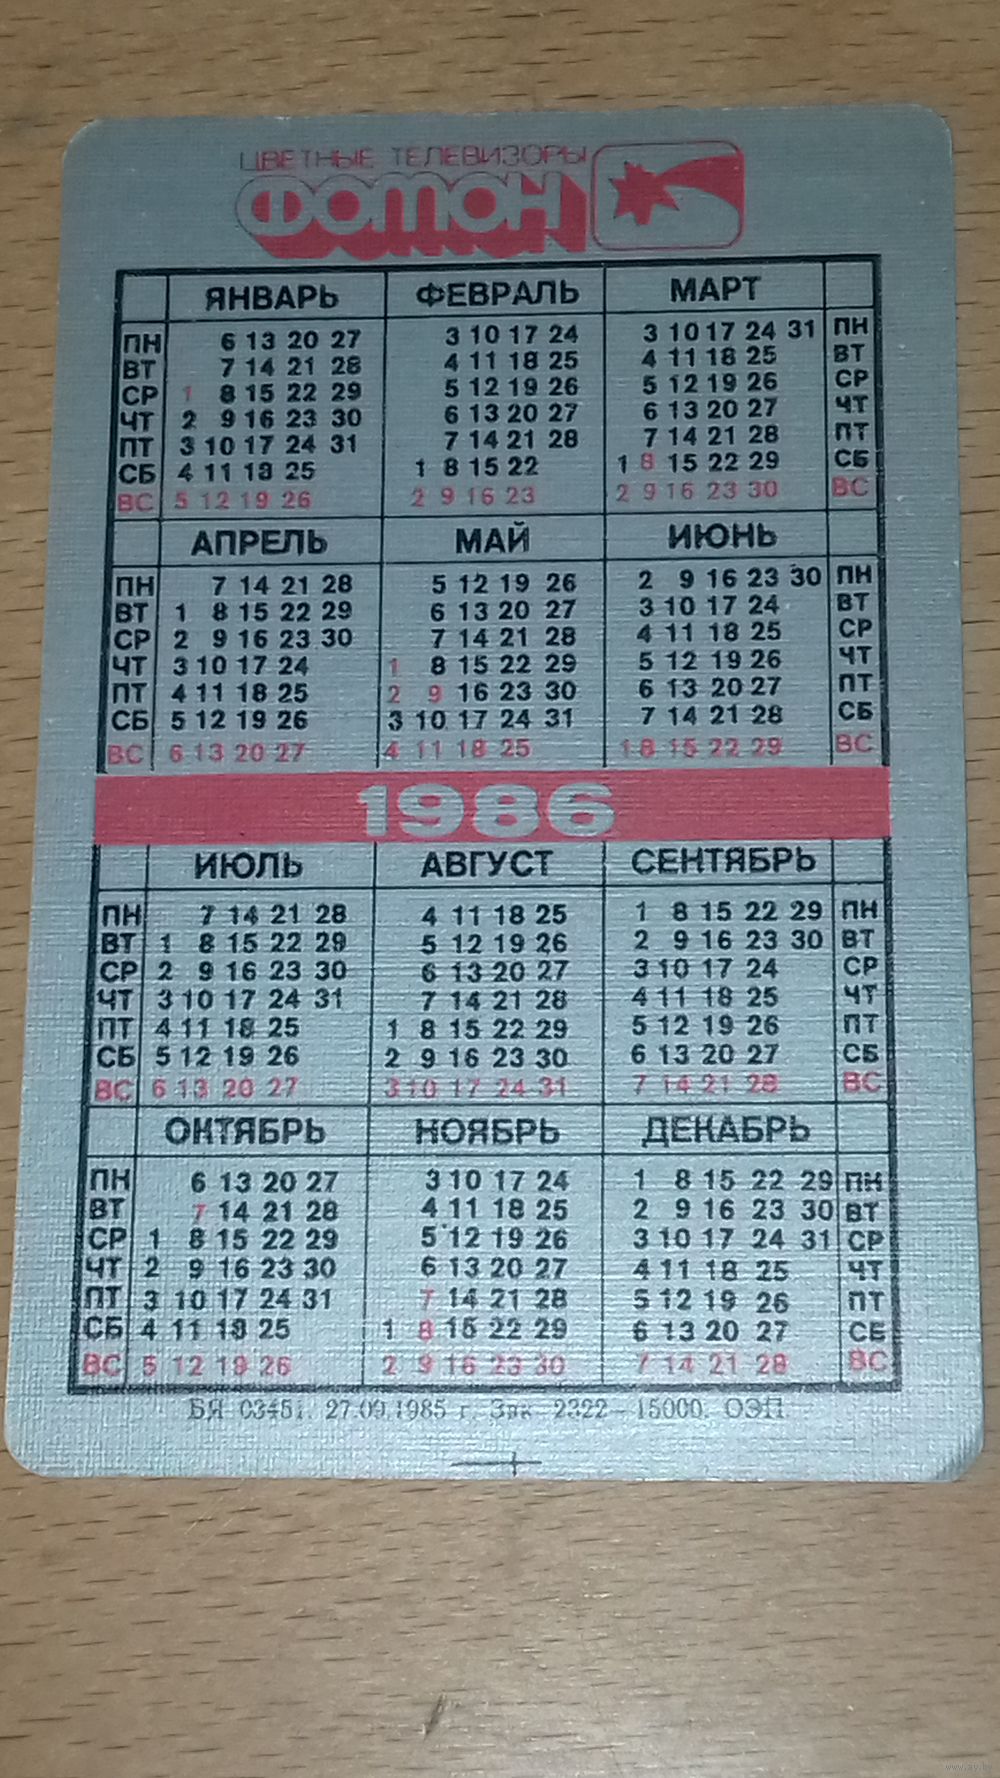 ЦВЕТНЫЕ ТЕЛЕВИЗОРЫ
ФОТОН
ЯНВАРЬ ФЕВРАЛЬ МАРТ
ПН 6 13 20 27 3 10 17 24 3 10 17 24 31 ПН
ВТ 7 14 21 28 4 11 18 25 4 11 18 25 ВТ
СР 1 8 15 22 29 5 12 19 26 5 12 19 26 СР
ЧТ 2 9 16 23 30 6 13 20 27 6 13 20 27 ЧТ
ПТ 3 10 17 24 31 7 14 21 28 7 14 21 28 ПТ
СБ 4 11 18 25 1 8 15 22 1 8 15 22 29 СБ
ВС 5 12 19 26 2 9 16 23 2 9 16 23 30 ВС
АПРЕЛЬ МАЙ ИЮНЬ
ПН 7 14 21 28 5 12 19 26 2 9 16 23 30 ПН
ВТ 1 8 15 22 29 6 13 20 27 3 10 17 24 ВТ
СР 2 9 16 23 30 7 14 21 28 4 11 18 25 СР
ЧТ 3 10 17 24 1 8 15 22 29 5 12 19 26 ЧТ
ПТ 4 11 18 25 2 9 16 23 30 6 13 20 27 ПТ
СБ 5 12 19 26 3 10 17 24 31 7 14 21 28 СБ
ВС 6 13 20 27 4 11 18 25 1 8 15 22 29 ВС
1986
ИЮЛЬ АВГУСТ СЕНТЯБРЬ
ПН 7 14 21 28 4 11 18 25 1 8 15 22 29 ПН
ВТ 1 8 15 22 29 5 12 19 26 2 9 16 23 30 ВТ
СР 2 9 16 23 30 6 13 20 27 3 10 17 24 СР
ЧТ 3 10 17 24 31 7 14 21 28 4 11 18 25 ЧТ
ПТ 4 11 18 25 1 8 15 22 29 5 12 19 26 ПТ
СБ 5 12 19 26 2 9 16 23 30 6 13 20 27 СБ
ВС 6 13 20 27 3 10 17 24 31 7 14 21 28 ВС
ОКТЯБРЬ НОЯБРЬ ДЕКАБРЬ
ПН 6 13 20 27 3 10 17 24 1 8 15 22 29 ПН
ВТ 7 14 21 28 4 11 18 25 2 9 16 23 30 ВТ
СР 1 8 15 22 29 5 12 19 26 3 10 17 24 31 СР
ЧТ 2 9 16 23 30 6 13 20 27 4 11 18 25 ЧТ
ПТ 3 10 17 24 31 7 14 21 28 5 12 19 26 ПТ
СБ 4 11 18 25 1 8 15 22 29 6 13 20 27 СБ
ВС 5 12 19 26 2 9 16 23 30 7 14 21 28 ВС
БЯ 03451. 27.09.1985 г. Зак. 2322—15000. ОЭП
www.ay.by